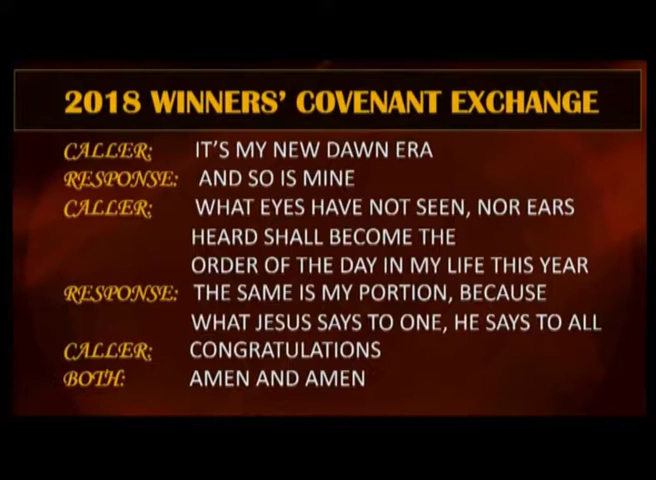 2018 WINNERS' COVENANT EXCHANGE
CALLER: IT'S MY NEW DAWN ERA
RESPONSE: AND SO IS MINE
CALLER: WHAT EYES HAVE NOT SEEN, NOR EARS
HEARD SHALL BECOME THE
ORDER OF THE DAY IN MY LIFE THIS YEAR
RESPONSE: THE SAME IS MY PORTION, BECAUSE
WHAT JESUS SAYS TO ONE, HE SAYS TO ALL
CALLER: CONGRATULATIONS
BOTH: AMEN AND AMEN